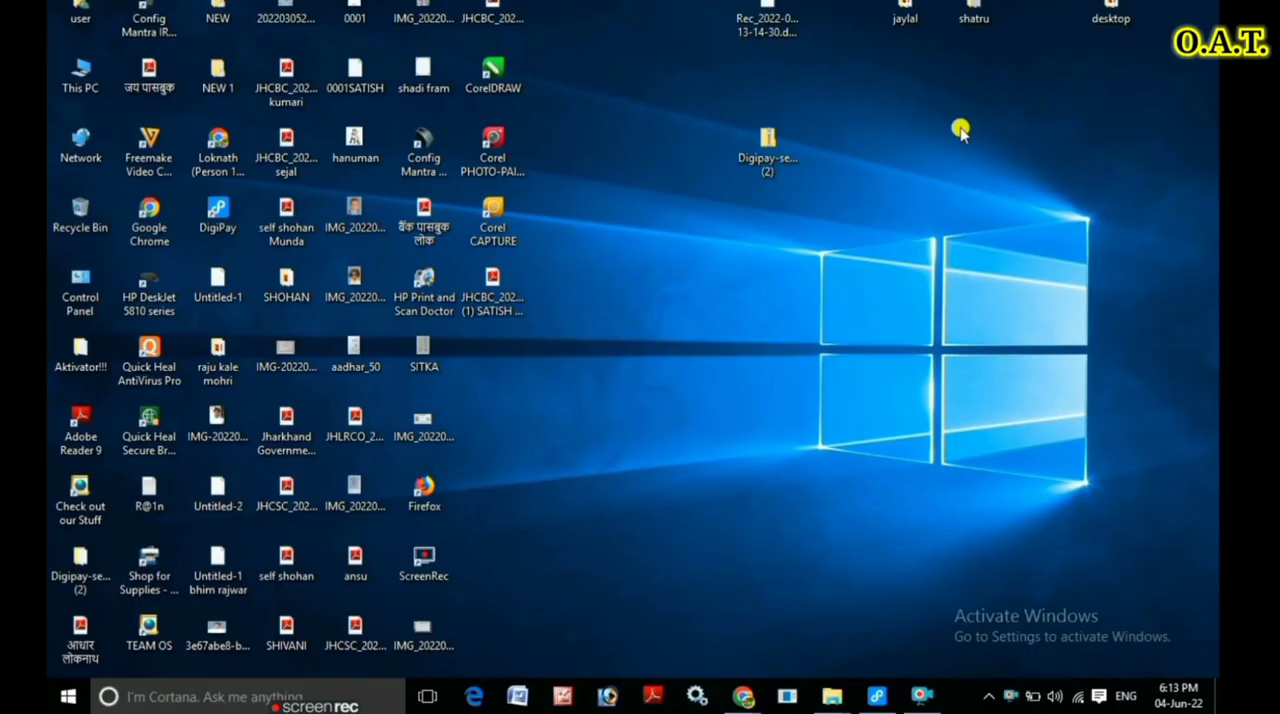 user
Config
Mantra IR...
NEW
202203052...
0001
IMG_20220...
JHCBC_202...
Rec_2022-0...
13-14-30.d...
jaylal
shatru
desktop
O.A.T.
This PC
जय पासबुक
NEW 1
JHCBC_202...
kumari
0001SATISH
shadi fram
CorelDRAW
Network
Freemake
Video C...
Loknath
(Person 1...
JHCBC_202...
sejal
hanuman
Config
Mantra ...
Corel
PHOTO-PAI...
Digipay-se...
(2)
Recycle Bin
Google
Chrome
DigiPay
self shohan
Munda
IMG_20220...
बैंक पासबुक
लोक
Corel
CAPTURE
Control
Panel
HP DeskJet
5810 series
Untitled-1
SHOHAN
IMG_20220...
HP Print and
Scan Doctor
JHCBC_202...
(1) SATISH ...
Aktivator!!!
Quick Heal
AntiVirus Pro
raju kale
mohri
IMG-20220...
aadhar_50
SITKA
Adobe
Reader 9
Quick Heal
Secure Br...
IMG-20220...
Jharkhand
Governme...
JHLRCO_2...
IMG_20220...
Check out
our Stuff
R@1n
Untitled-2
JHCSC_202...
IMG_20220...
Firefox
Digipay-se...
(2)
Shop for
Supplies - ...
Untitled-1
bhim rajwar
self shohan
ansu
ScreenRec
आधार
लोकनाथ
TEAM OS
3e67abe8-b...
SHIVANI
JHCSC_202...
IMG_20220...
Activate Windows
Go to Settings to activate Windows.
I'm Cortana. Ask me anything.
screenrec
ENG
6:13 PM
04-Jun-22